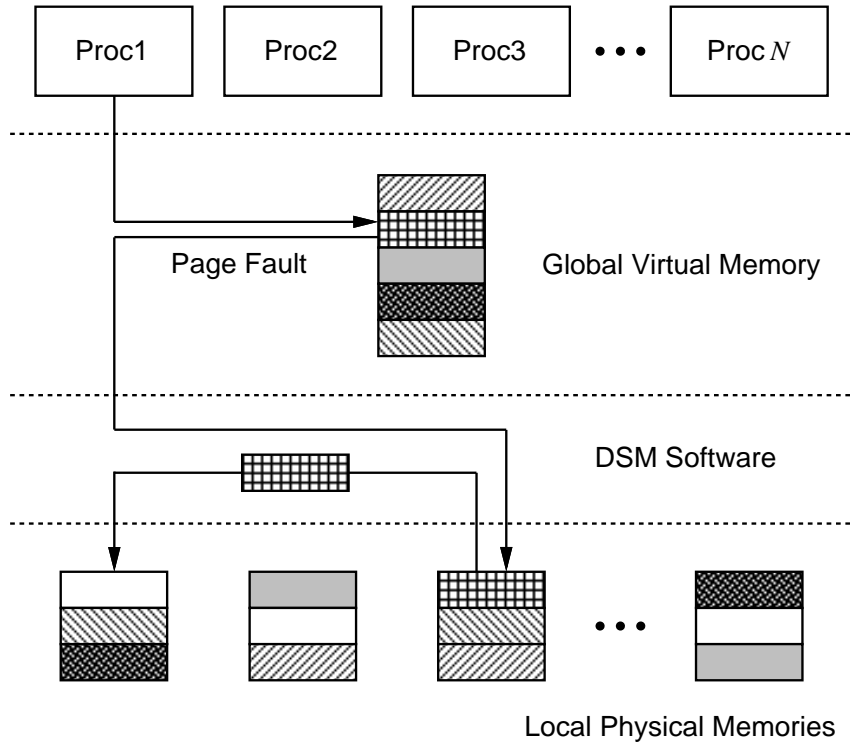 Proc1 Proc2 Proc3 Proc N
Page Fault
Global Virtual Memory
DSM Software
Local Physical Memories